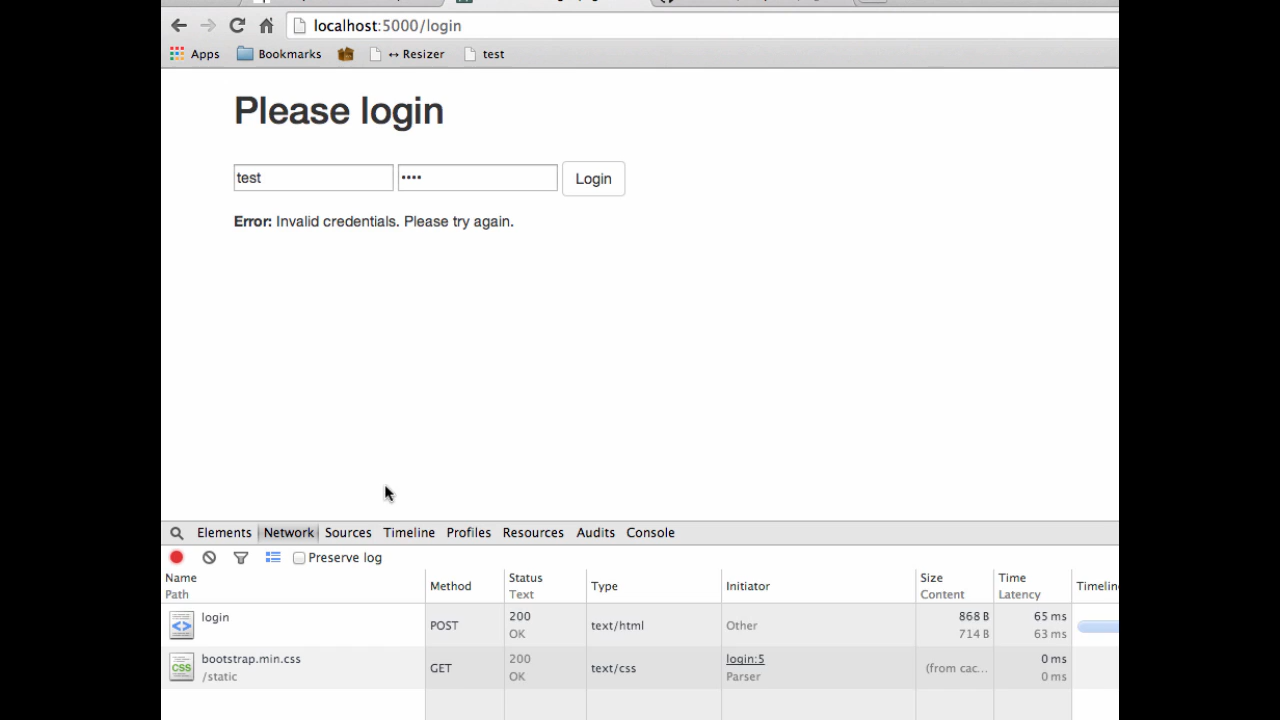 localhost:5000/login
Apps Bookmarks ↔ Resizer test
Please login
test •••• Login
Error: Invalid credentials. Please try again.
Elements Network Sources Timeline Profiles Resources Audits Console
Preserve log
Name Path Method Status Text Type Initiator Size Content Time Latency Timelin
login POST 200 OK text/html Other 868 B 714 B 65 ms 63 ms
bootstrap.min.css /static GET 200 OK text/css login:5 Parser (from cac... 0 ms 0 ms